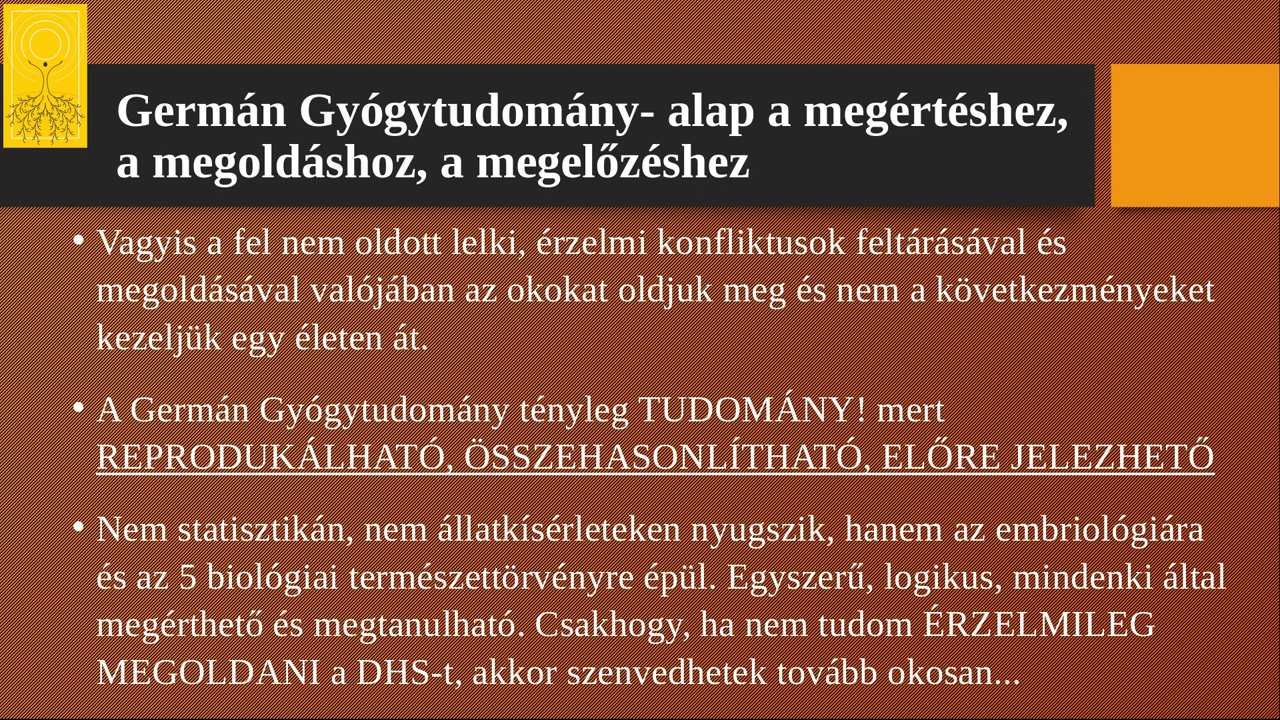 Germán Gyógytudomány- alap a megértéshez,
a megoldáshoz, a megelőzéshez
• Vagyis a fel nem oldott lelki, érzelmi konfliktusok feltárásával és
megoldásával valójában az okokat oldjuk meg és nem a következményeket
kezeljük egy életen át.
• A Germán Gyógytudomány tényleg TUDOMÁNY! mert
REPRODUKÁLHATÓ, ÖSSZEHASONLÍTHATÓ, ELŐRE JELEZHETŐ
• Nem statisztikán, nem állatkísérleteken nyugszik, hanem az embriológiára
és az 5 biológiai természettörvényre épül. Egyszerű, logikus, mindenki által
megérthető és megtanulható. Csakhogy, ha nem tudom ÉRZELMILEG
MEGOLDANI a DHS-t, akkor szenvedhetek tovább okosan...